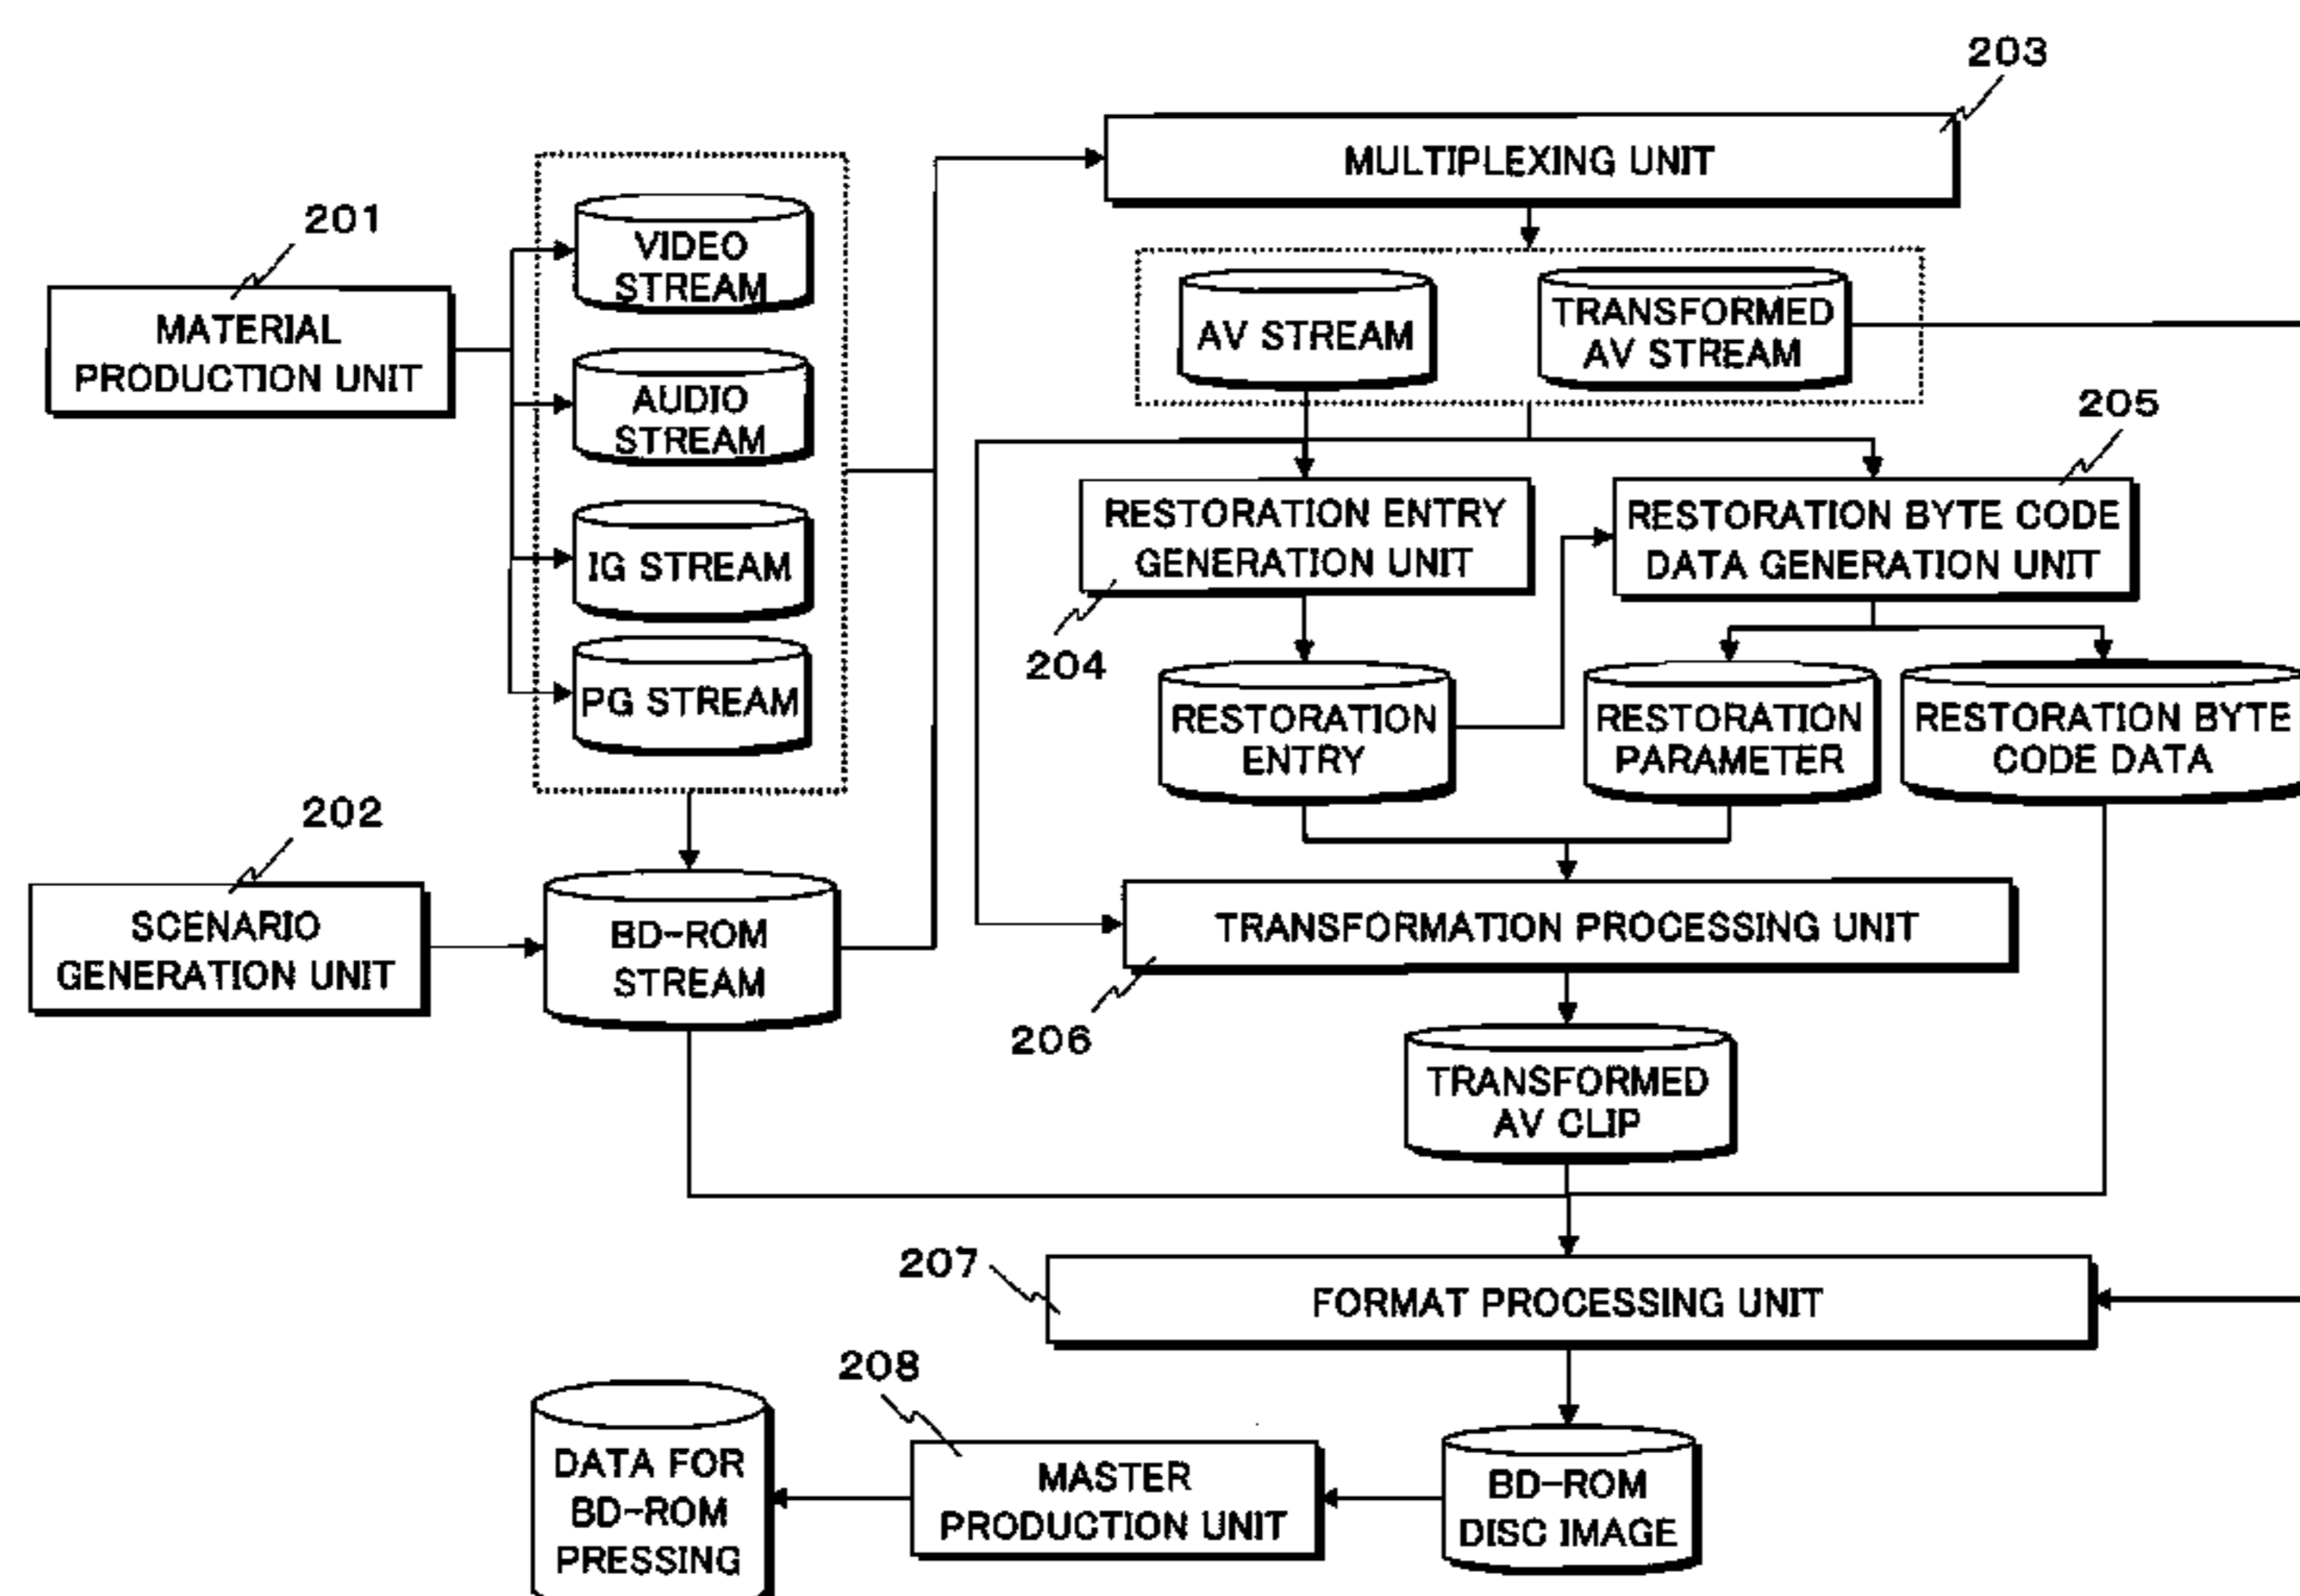 203
MULTIPLEXING UNIT
201
MATERIAL
PRODUCTION UNIT
VIDEO
STREAM
AUDIO
STREAM
IG STREAM
PG STREAM
AV STREAM
TRANSFORMED
AV STREAM
205
RESTORATION ENTRY
GENERATION UNIT
204
RESTORATION BYTE CODE
DATA GENERATION UNIT
RESTORATION
ENTRY
RESTORATION
PARAMETER
RESTORATION BYTE
CODE DATA
202
SCENARIO
GENERATION UNIT
BD-ROM
STREAM
TRANSFORMATION PROCESSING UNIT
206
TRANSFORMED
AV CLIP
207
FORMAT PROCESSING UNIT
208
DATA FOR
BD-ROM
PRESSING
MASTER
PRODUCTION UNIT
BD-ROM
DISC IMAGE